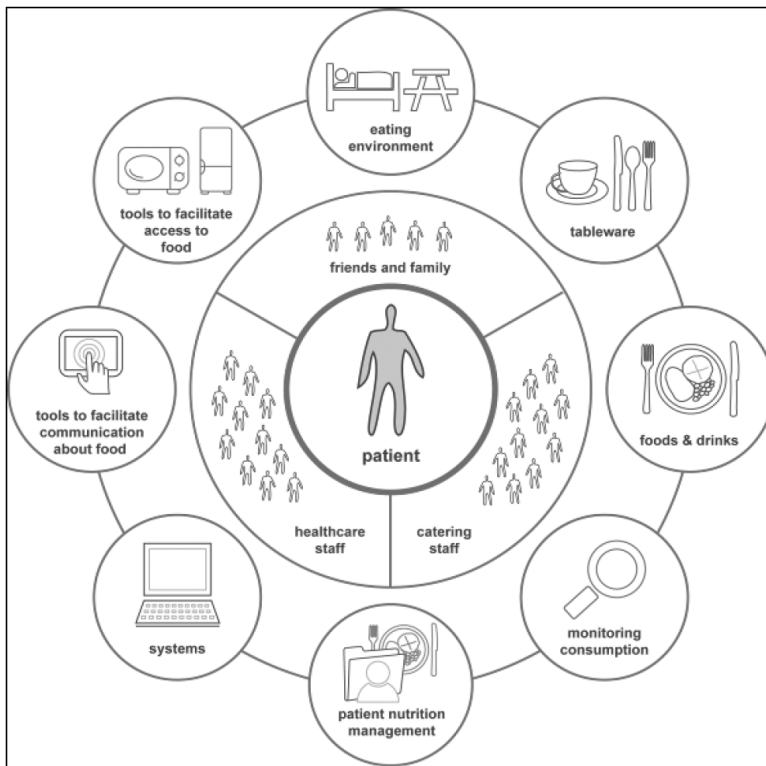 eating
environment
tools to facilitate
access to
food
tableware
friends and family
tools to facilitate
communication
about food
patient
foods & drinks
healthcare
staff
catering
staff
systems
monitoring
consumption
patient nutrition
management